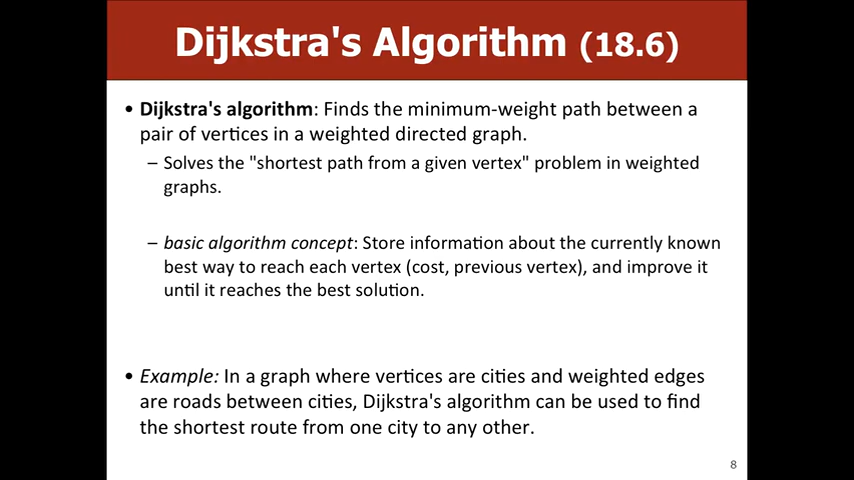 Dijkstra's Algorithm (18.6)
• Dijkstra's algorithm: Finds the minimum-weight path between a
pair of vertices in a weighted directed graph.
– Solves the "shortest path from a given vertex" problem in weighted
graphs.
– basic algorithm concept: Store information about the currently known
best way to reach each vertex (cost, previous vertex), and improve it
until it reaches the best solution.
• Example: In a graph where vertices are cities and weighted edges
are roads between cities, Dijkstra's algorithm can be used to find
the shortest route from one city to any other.
8